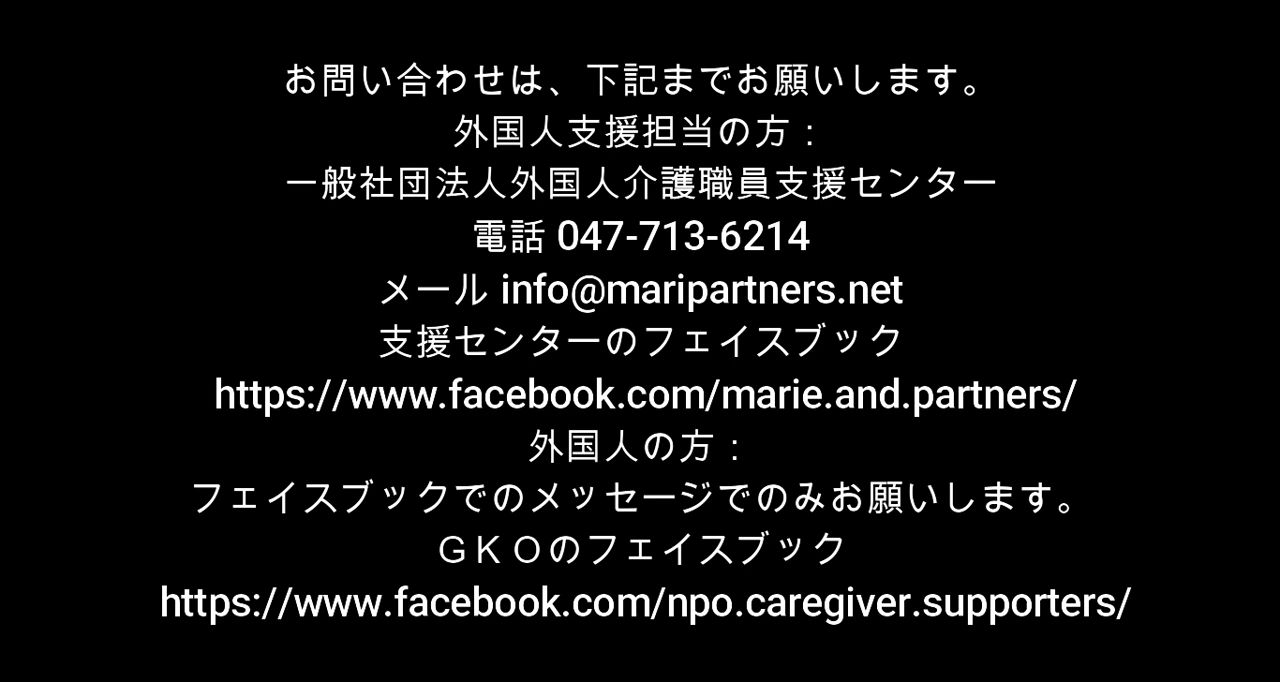 お問い合わせは、下記までお願いします。
外国人支援担当の方：
一般社団法人外国人介護職員支援センター
電話 047-713-6214
メール info@maripartners.net
支援センターのフェイスブック
https://www.facebook.com/marie.and.partners/
外国人の方：
フェイスブックでのメッセージでのみお願いします。
ＧＫＯのフェイスブック
https://www.facebook.com/npo.caregiver.supporters/